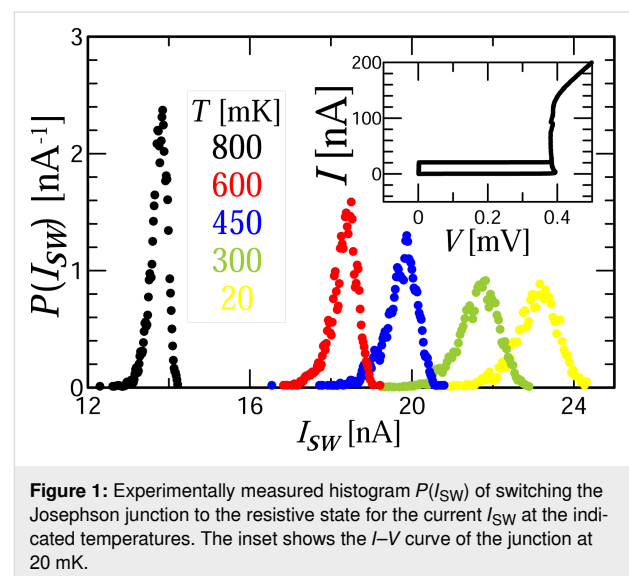 3
2
1
0
P(I_SW) [nA⁻¹]
T [mK]
800
600
450
300
20
I [nA]
200
100
0
0 0.2 0.4
V [mV]
12 16 20 24
I_SW [nA]
Figure 1: Experimentally measured histogram P(I_SW) of switching the
Josephson junction to the resistive state for the current I_SW at the indi-
cated temperatures. The inset shows the I–V curve of the junction at
20 mK.